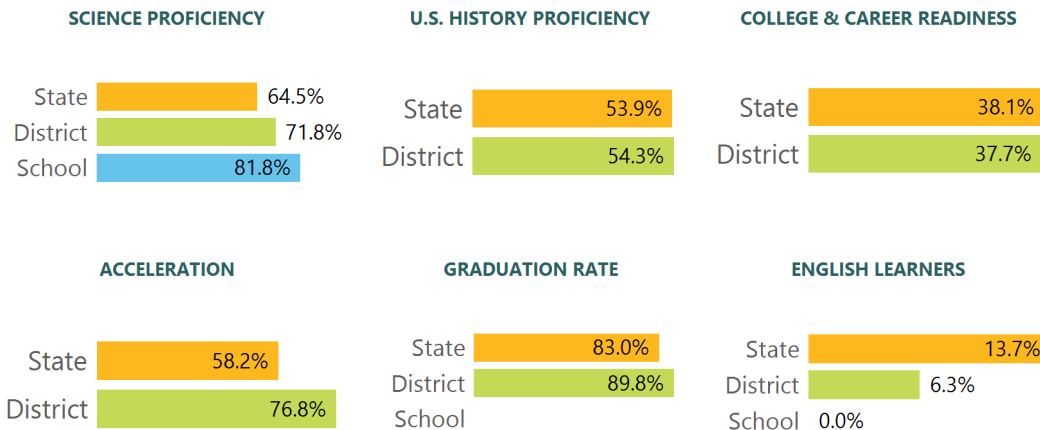 SCIENCE PROFICIENCY
State 64.5%
District 71.8%
School 81.8%
U.S. HISTORY PROFICIENCY
State 53.9%
District 54.3%
COLLEGE & CAREER READINESS
State 38.1%
District 37.7%
ACCELERATION
State 58.2%
District 76.8%
GRADUATION RATE
State 83.0%
District 89.8%
School
ENGLISH LEARNERS
State 13.7%
District 6.3%
School 0.0%